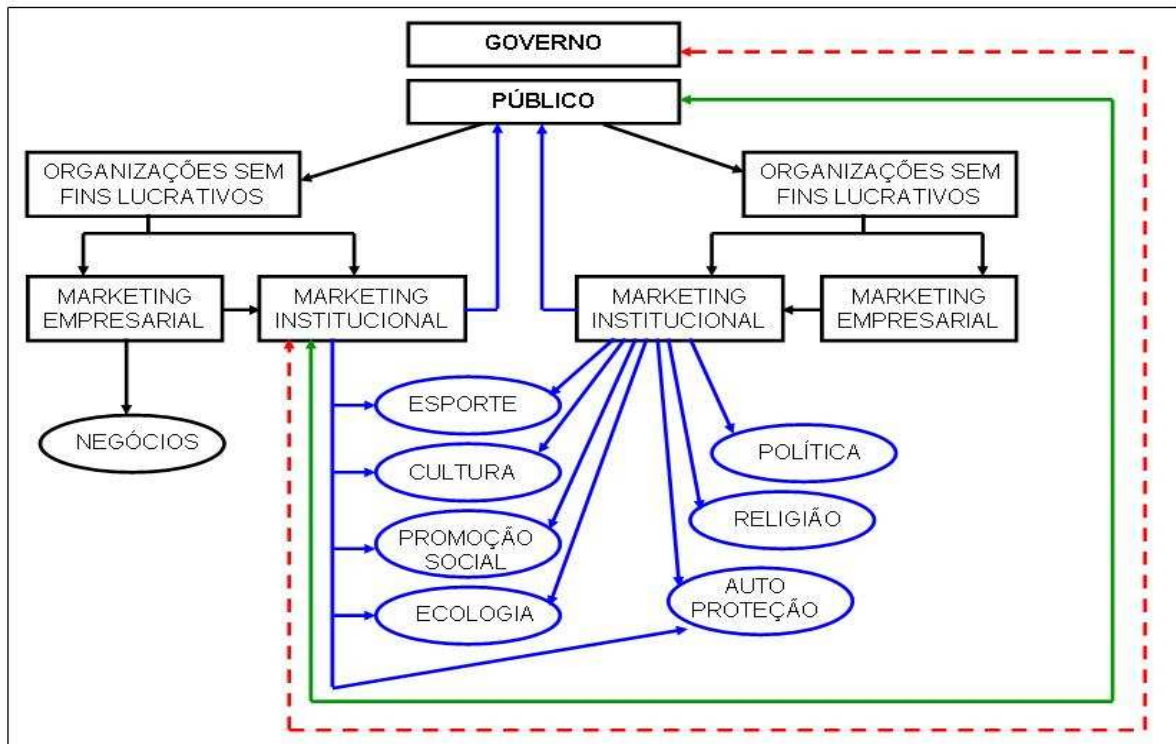 GOVERNO
PÚBLICO
ORGANIZAÇÕES SEM
FINS LUCRATIVOS
ORGANIZAÇÕES SEM
FINS LUCRATIVOS
MARKETING
EMPRESARIAL
MARKETING
INSTITUCIONAL
MARKETING
INSTITUCIONAL
MARKETING
EMPRESARIAL
NEGÓCIOS
ESPORTE
CULTURA
PROMOÇÃO
SOCIAL
ECOLOGIA
POLÍTICA
RELIGIÃO
AUTO
PROTEÇÃO